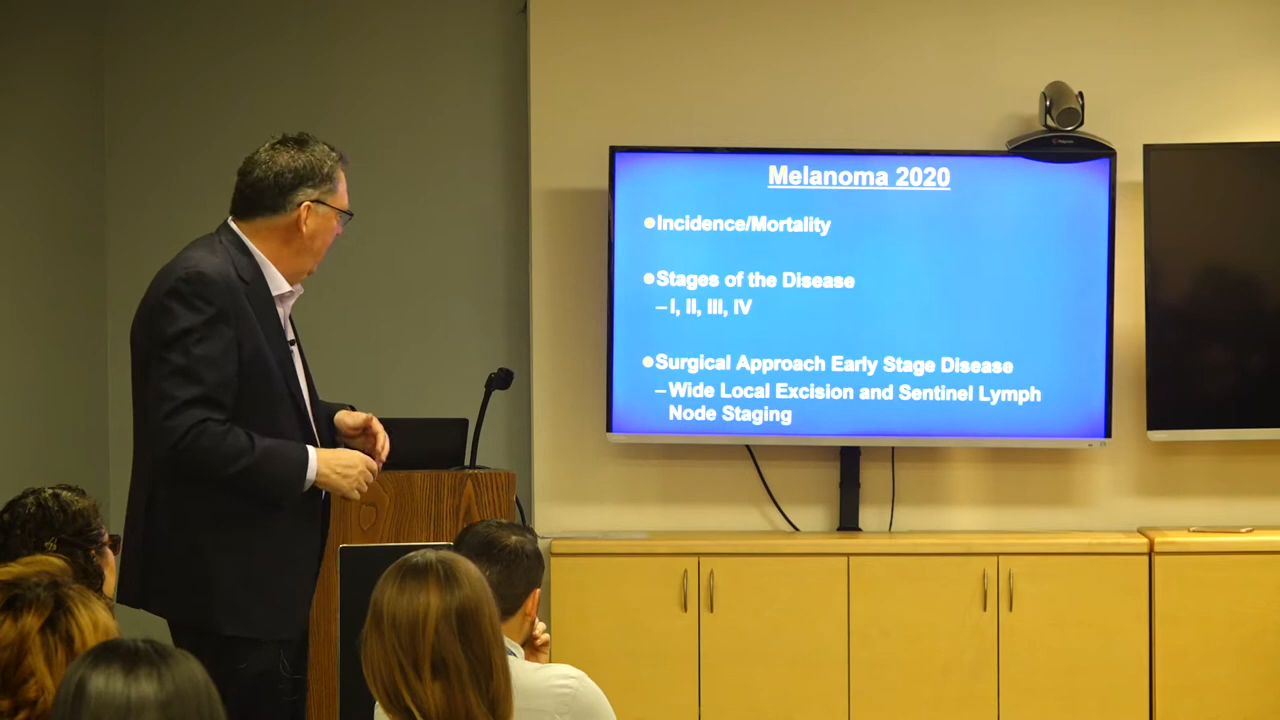 Melanoma 2020
●Incidence/Mortality
●Stages of the Disease
–I, II, III, IV
●Surgical Approach Early Stage Disease
–Wide Local Excision and Sentinel Lymph
Node Staging